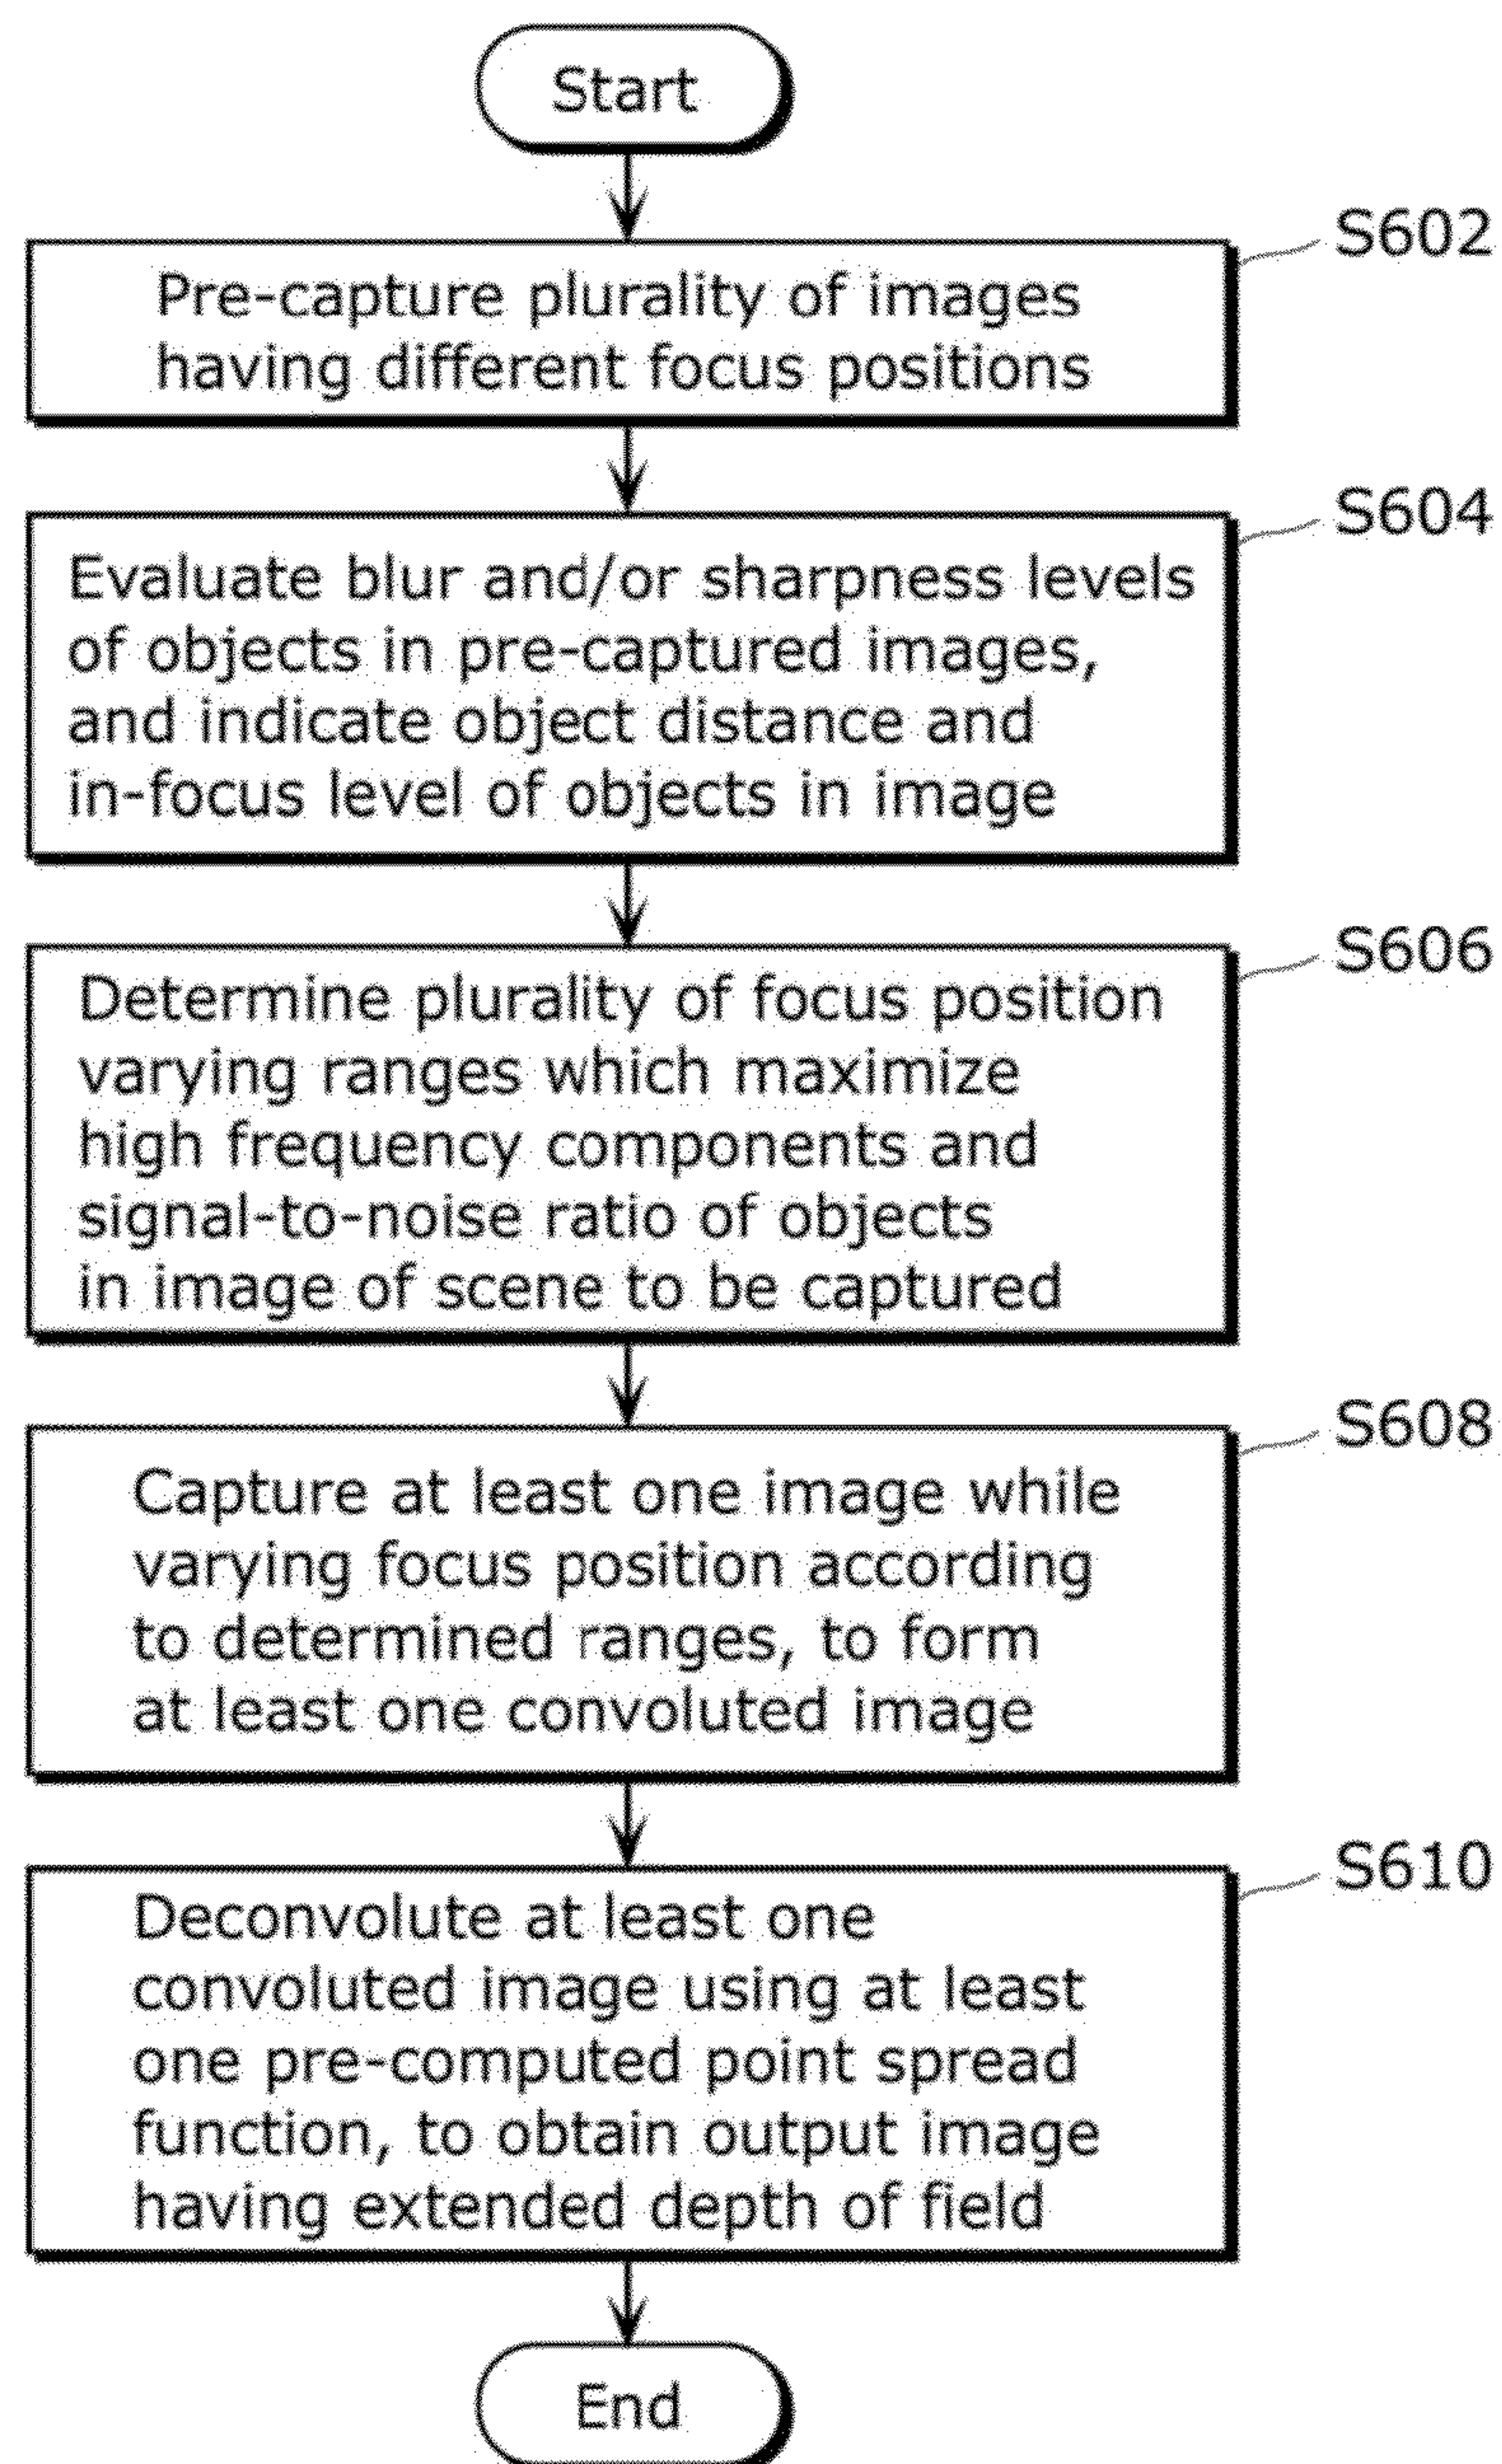 Start
S602
Pre-capture plurality of images
having different focus positions
S604
Evaluate blur and/or sharpness levels
of objects in pre-captured images,
and indicate object distance and
in-focus level of objects in image
S606
Determine plurality of focus position
varying ranges which maximize
high frequency components and
signal-to-noise ratio of objects
in image of scene to be captured
S608
Capture at least one image while
varying focus position according
to determined ranges, to form
at least one convoluted image
S610
Deconvolute at least one
convoluted image using at least
one pre-computed point spread
function, to obtain output image
having extended depth of field
End